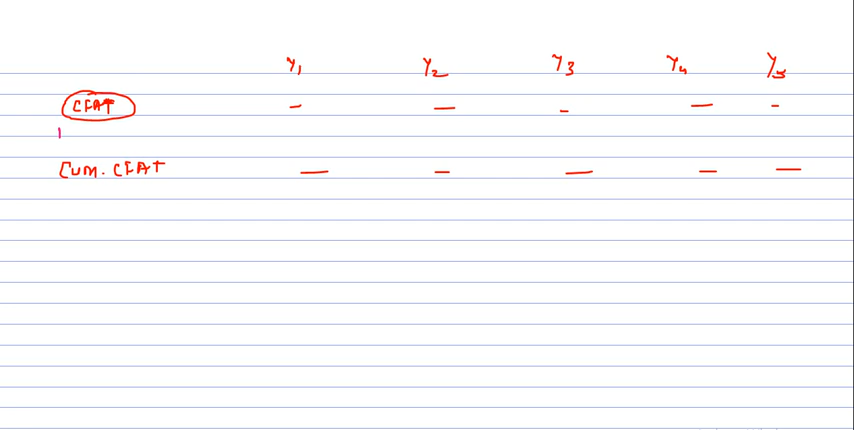 Y1 Y2 Y3 Y4 Y5
CFAT — — — — —
Cum. CFAT — — — — —